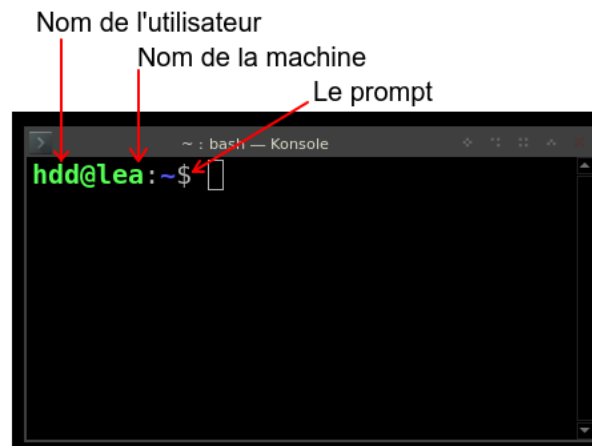 Nom de l'utilisateur
Nom de la machine
Le prompt
~ : bash — Konsole
hdd@lea:~$